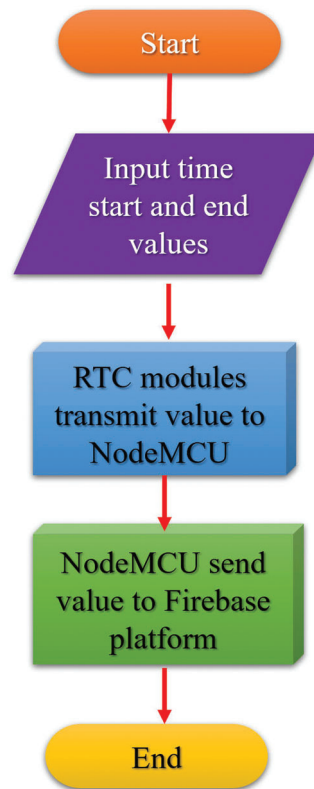 Start
Input time
start and end
values
RTC modules
transmit value to
NodeMCU
NodeMCU send
value to Firebase
platform
End